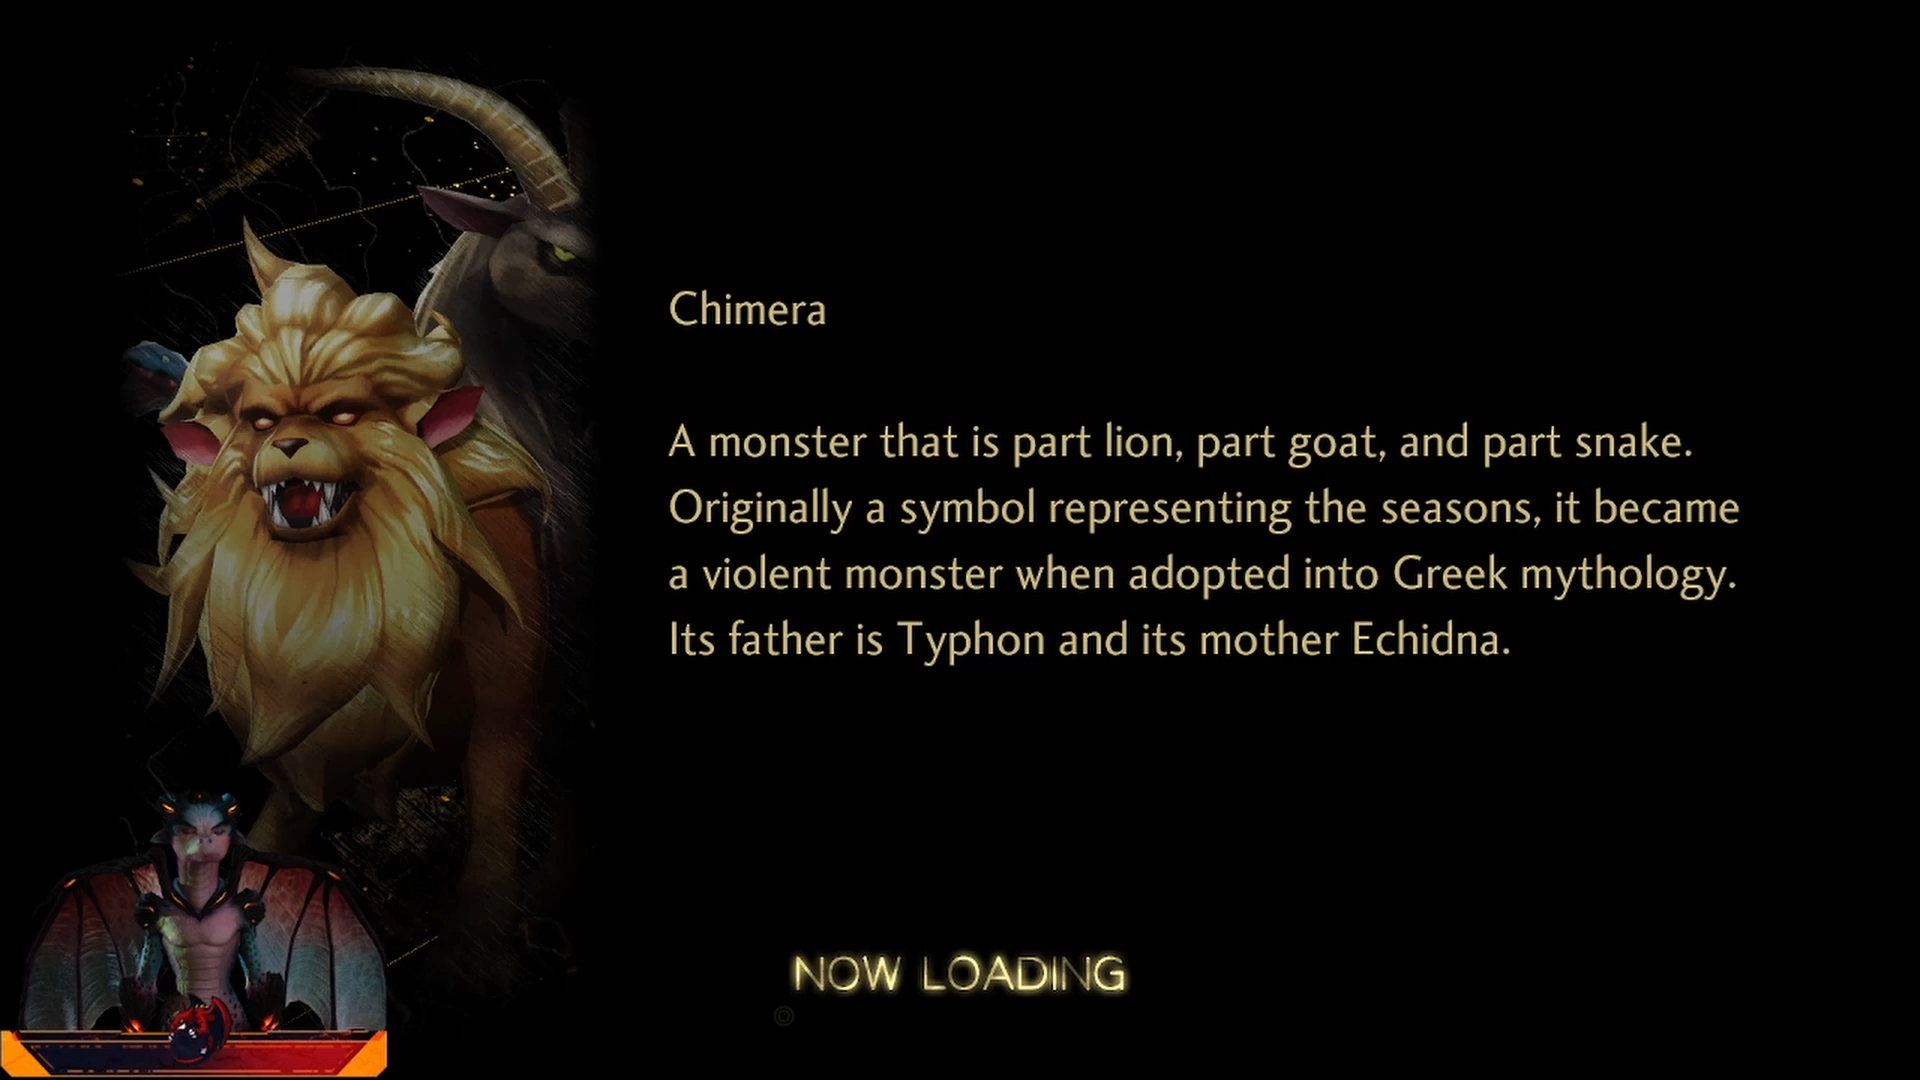 Chimera
A monster that is part lion, part goat, and part snake.
Originally a symbol representing the seasons, it became
a violent monster when adopted into Greek mythology.
Its father is Typhon and its mother Echidna.
NOW LOADING